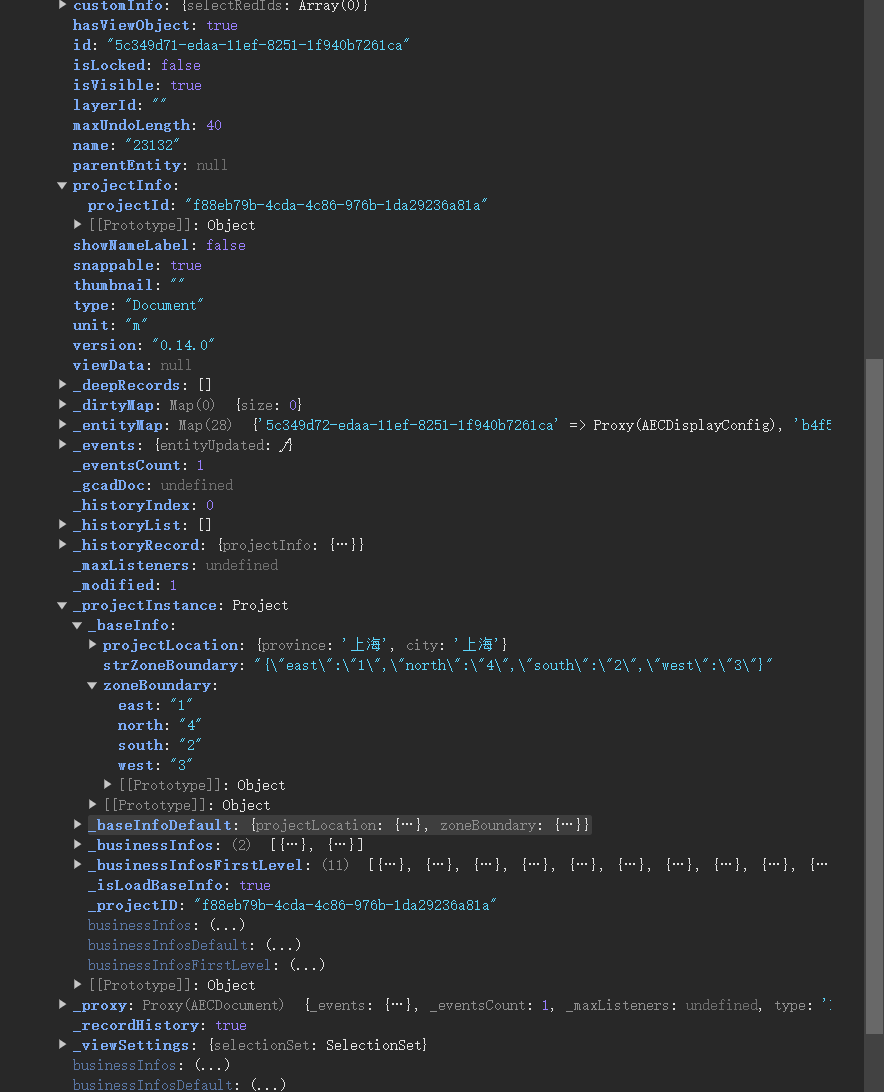 ▶ customInfo: {selectRedIds: Array(0)}
hasViewObject: true
id: "5c349d71-edaa-11ef-8251-1f940b7261ca"
isLocked: false
isVisible: true
layerId: ""
maxUndoLength: 40
name: "23132"
parentEntity: null
▼ projectInfo:
projectId: "f88eb79b-4cda-4c86-976b-1da29236a81a"
▶ [[Prototype]]: Object
showNameLabel: false
snappable: true
thumbnail: ""
type: "Document"
unit: "m"
version: "0.14.0"
viewData: null
▶ _deepRecords: []
▶ _dirtyMap: Map(0) {size: 0}
▶ _entityMap: Map(28) {'5c349d72-edaa-11ef-8251-1f940b7261ca' => Proxy(AECDisplayConfig), 'b4f5
▶ _events: {entityUpdated: ƒ}
_eventsCount: 1
_gcadDoc: undefined
_historyIndex: 0
▶ _historyList: []
▶ _historyRecord: {projectInfo: {…}}
_maxListeners: undefined
_modified: 1
▼ _projectInstance: Project
▼ _baseInfo:
▶ projectLocation: {province: '上海', city: '上海'}
strZoneBoundary: "{\"east\":\"1\",\"north\":\"4\",\"south\":\"2\",\"west\":\"3\"}"
▼ zoneBoundary:
east: "1"
north: "4"
south: "2"
west: "3"
▶ [[Prototype]]: Object
▶ [[Prototype]]: Object
▶ _baseInfoDefault: {projectLocation: {…}, zoneBoundary: {…}}
▶ _businessInfos: (2) [{…}, {…}]
▶ _businessInfosFirstLevel: (11) [{…}, {…}, {…}, {…}, {…}, {…}, {…}, {…}, {…}, {…
_isLoadBaseInfo: true
_projectID: "f88eb79b-4cda-4c86-976b-1da29236a81a"
businessInfos: (...)
businessInfosDefault: (...)
businessInfosFirstLevel: (...)
▶ [[Prototype]]: Object
▶ _proxy: Proxy(AECDocument) {_events: {…}, _eventsCount: 1, _maxListeners: undefined, type: '
_recordHistory: true
▶ _viewSettings: {selectionSet: SelectionSet}
businessInfos: (...)
businessInfosDefault: (...)